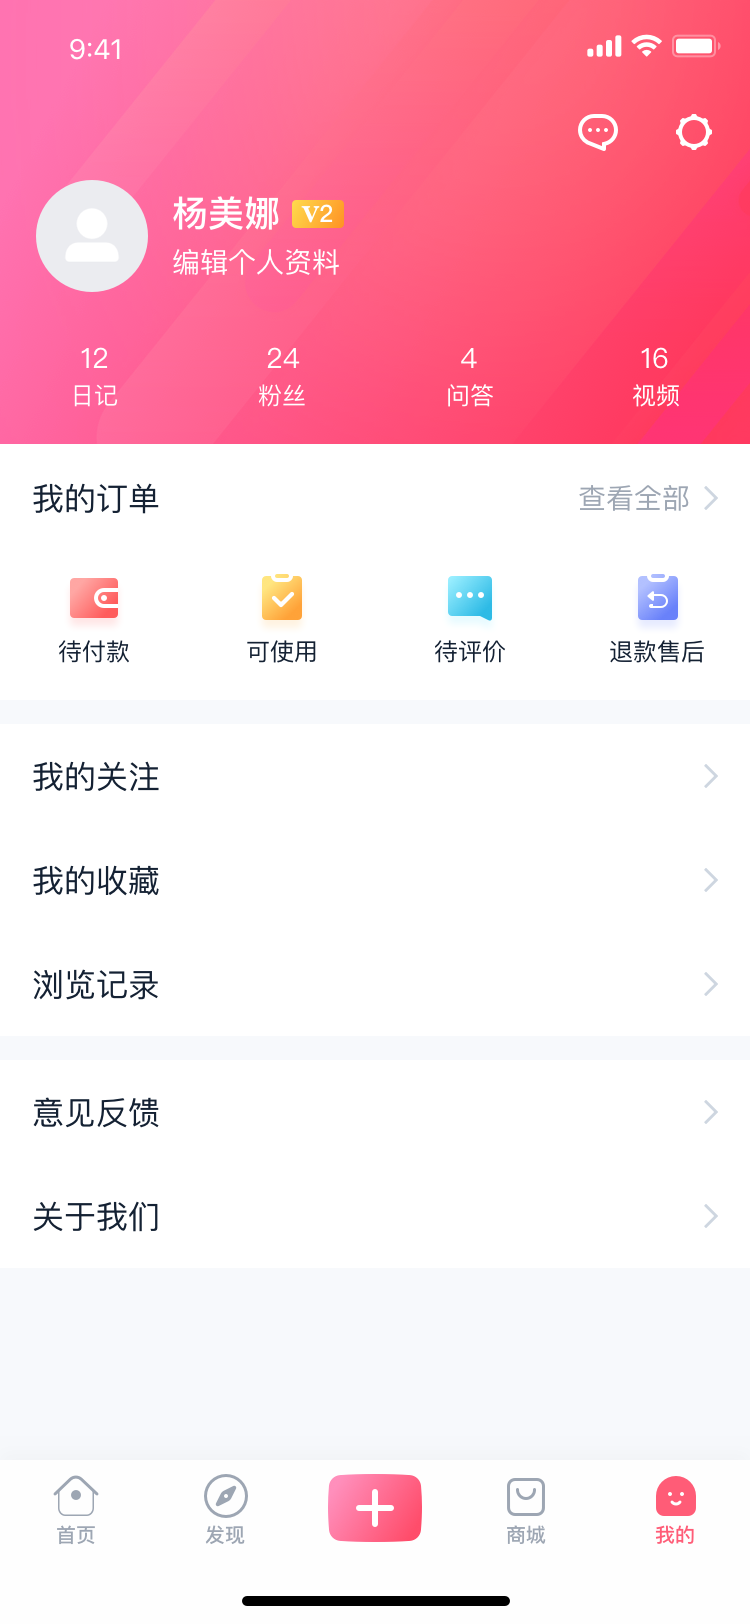 9:41
杨美娜 V2
编辑个人资料
12 24 4 16
日记 粉丝 问答 视频
我的订单 查看全部
待付款 可使用 待评价 退款售后
我的关注
我的收藏
浏览记录
意见反馈
关于我们
首页 发现 商城 我的